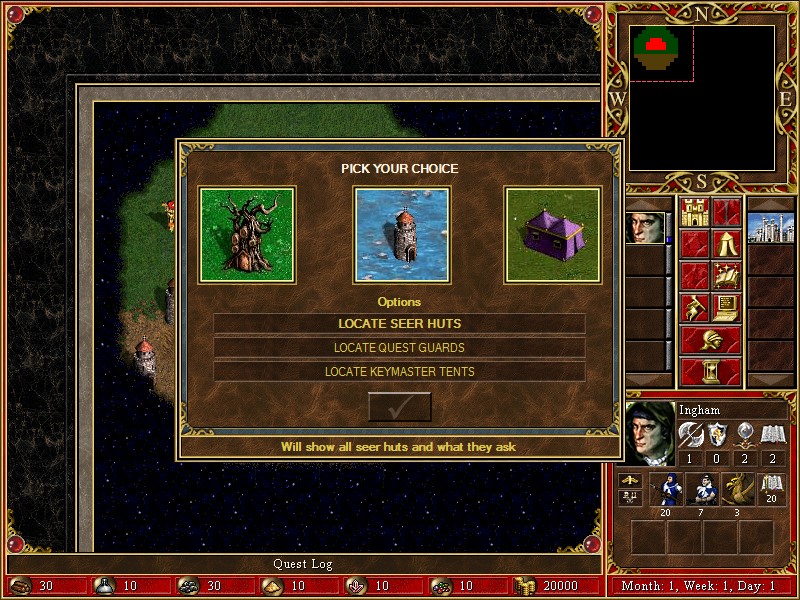 N
W
E
S
PICK YOUR CHOICE
Options
LOCATE SEER HUTS
LOCATE QUEST GUARDS
LOCATE KEYMASTER TENTS
Will show all seer huts and what they ask
Ingham
1 0 2 2
20
20 7 3
Quest Log
30 10 30 10 10 10 20000
Month: 1, Week: 1, Day: 1